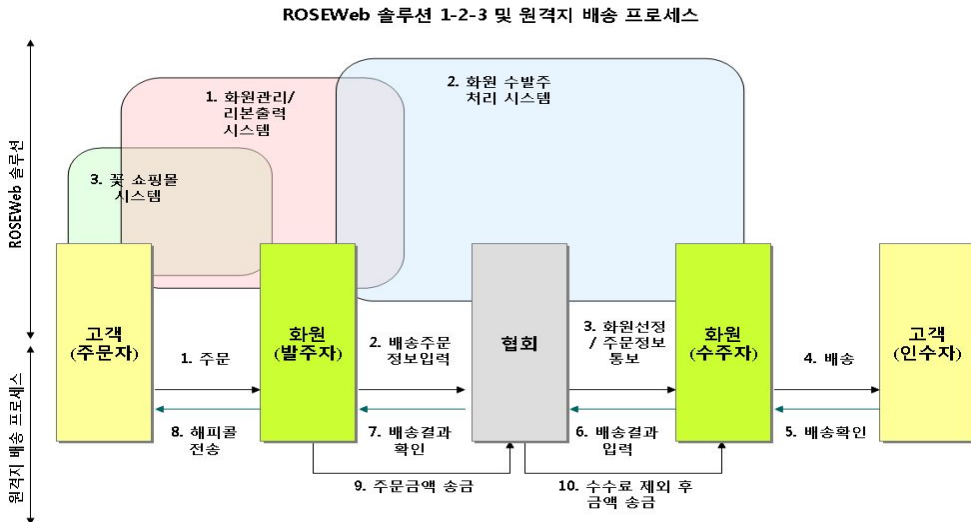 ROSEWeb 솔루션 1-2-3 및 원격지 배송 프로세스
ROSEWeb 솔루션
1. 화원관리/
리본출력
시스템
2. 화원 수발주
처리 시스템
3. 꽃 쇼핑몰
시스템
고객
(주문자)
화원
(발주자)
협회
화원
(수주자)
고객
(인수자)
원격지 배송 프로세스
1. 주문
2. 배송주문
정보입력
3. 화원선정
/ 주문정보
통보
4. 배송
8. 해피콜
전송
7. 배송결과
확인
6. 배송결과
입력
5. 배송확인
9. 주문금액 송금
10. 수수료 제외 후
금액 송금